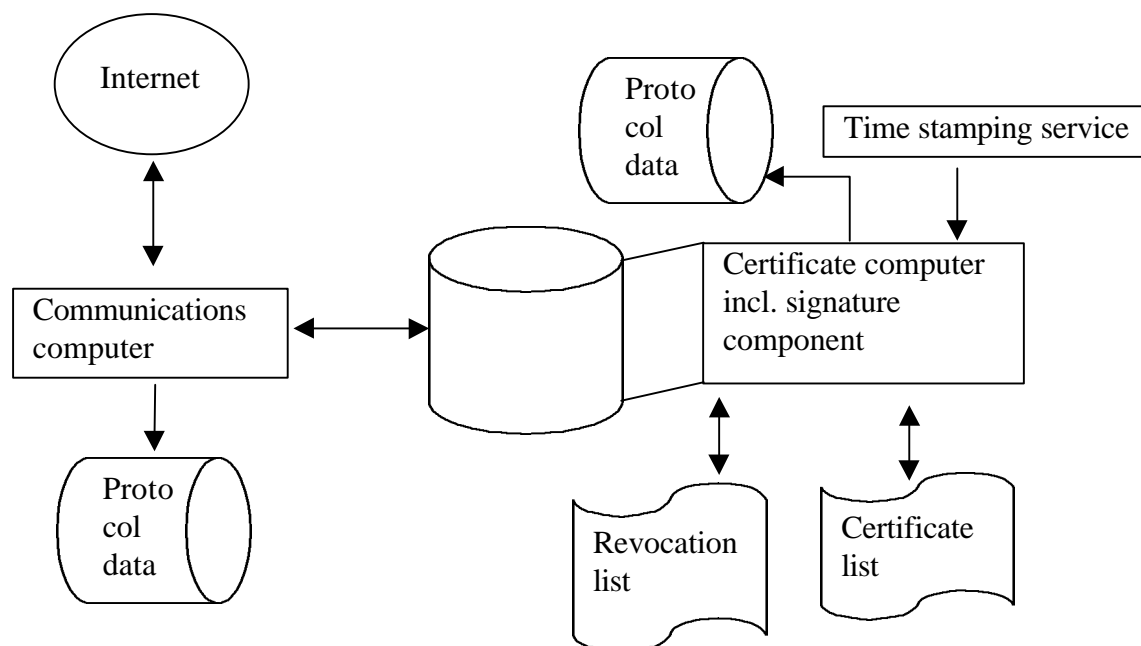 Internet
Proto
col
data
Time stamping service
Certificate computer
incl. signature
component
Communications
computer
Proto
col
data
Revocation
list
Certificate
list